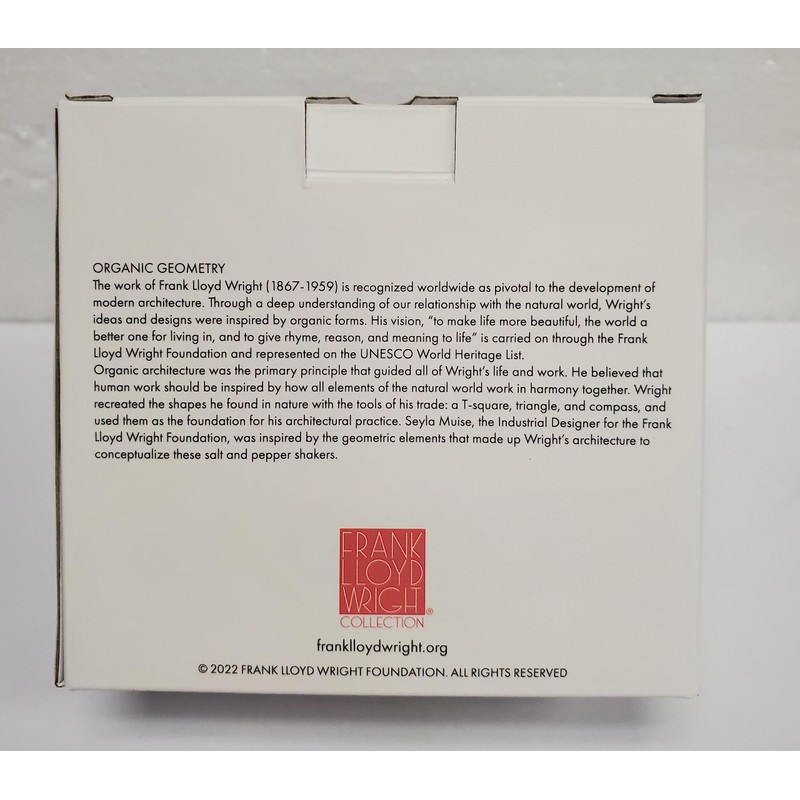 ORGANIC GEOMETRY
The work of Frank Lloyd Wright (1867-1959) is recognized worldwide as pivotal to the development of
modern architecture. Through a deep understanding of our relationship with the natural world, Wright's
ideas and designs were inspired by organic forms. His vision, "to make life more beautiful, the world a
better one for living in, and to give rhyme, reason, and meaning to life" is carried on through the Frank
Lloyd Wright Foundation and represented on the UNESCO World Heritage List.
Organic architecture was the primary principle that guided all of Wright's life and work. He believed that
human work should be inspired by how all elements of the natural world work in harmony together. Wright
recreated the shapes he found in nature with the tools of his trade: a T-square, triangle, and compass, and
used them as the foundation for his architectural practice. Seyla Muise, the Industrial Designer for the Frank
Lloyd Wright Foundation, was inspired by the geometric elements that made up Wright's architecture to
conceptualize these salt and pepper shakers.
FRANK
LLOYD
WRIGHT®
COLLECTION
franklloydwright.org
© 2022 FRANK LLOYD WRIGHT FOUNDATION. ALL RIGHTS RESERVED